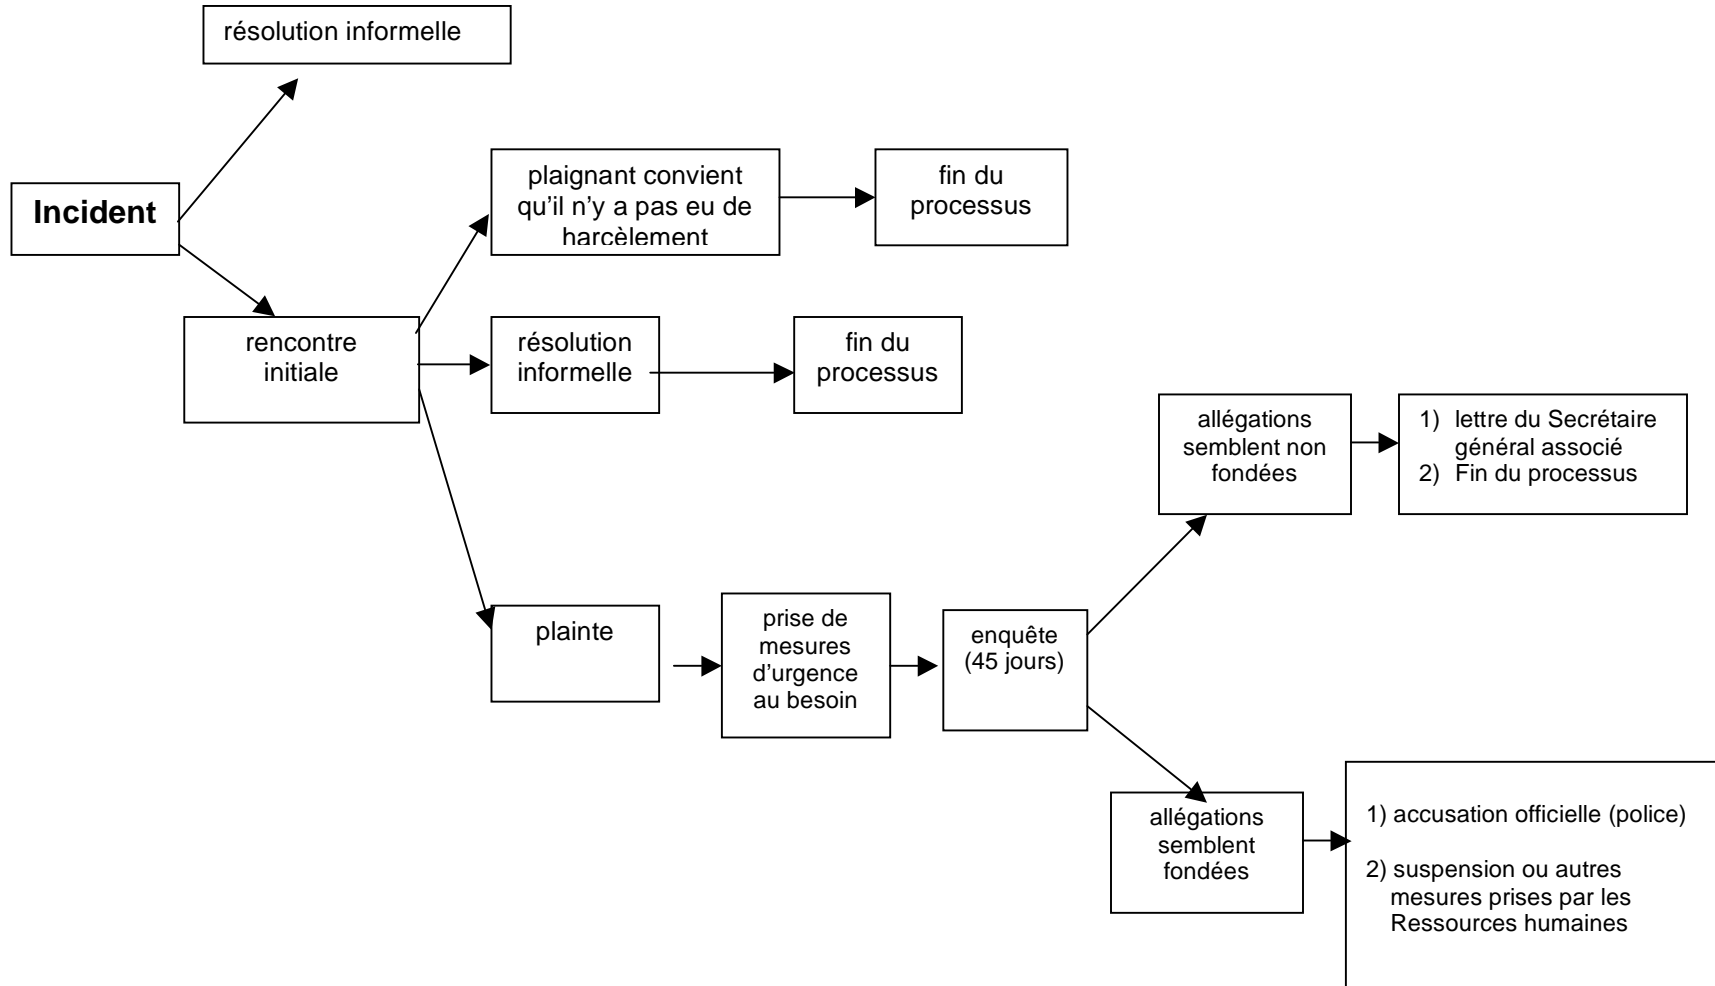 résolution informelle
Incident
plaignant convient
qu'il n'y a pas eu de
harcèlement
fin du
processus
rencontre
initiale
résolution
informelle
fin du
processus
allégations
semblent non
fondées
1) lettre du Secrétaire
général associé
2) Fin du processus
plainte
prise de
mesures
d'urgence
au besoin
enquête
(45 jours)
allégations
semblent
fondées
1) accusation officielle (police)
2) suspension ou autres
mesures prises par les
Ressources humaines